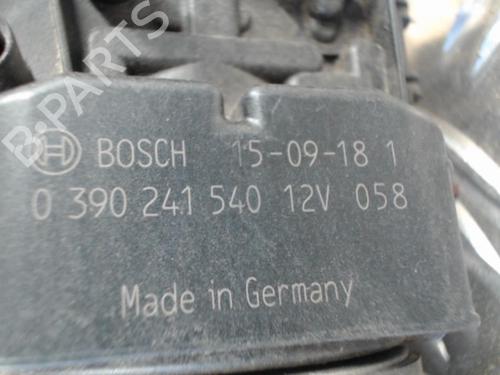 B-PARTS
BOSCH 15-09-18 1
0 390 241 540 12V 058
Made in Germany